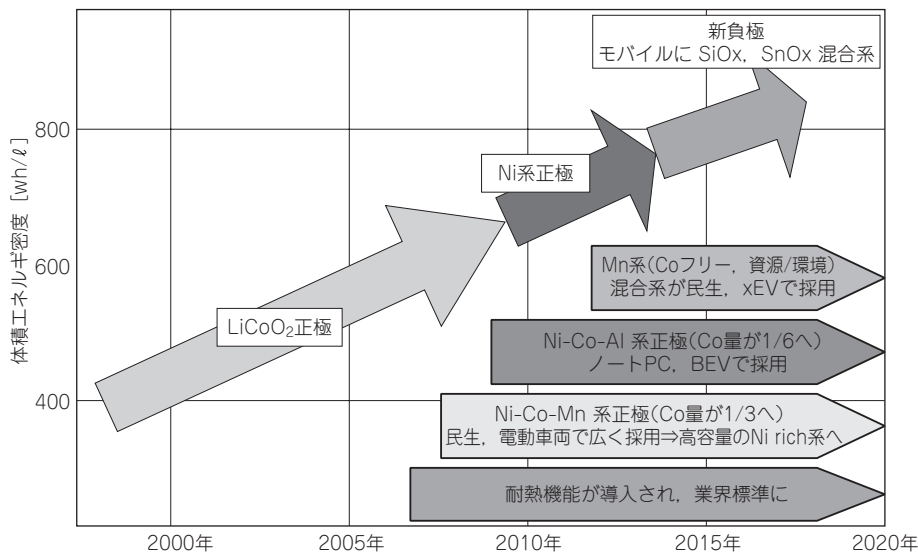 新負極
モバイルに SiOx, SnOx 混合系
800
体積エネルギ密度 [wh/ℓ]
Ni系正極
600
Mn系(Coフリー，資源/環境)
混合系が民生，xEVで採用
LiCoO₂正極
Ni-Co-Al 系正極(Co量が1/6へ)
ノートPC，BEVで採用
400
Ni-Co-Mn 系正極(Co量が1/3へ)
民生，電動車両で広く採用⇒高容量のNi rich系へ
耐熱機能が導入され，業界標準に
2000年
2005年
2010年
2015年
2020年